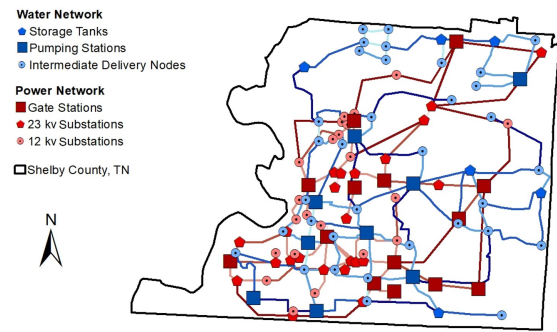 Water Network
Storage Tanks
Pumping Stations
Intermediate Delivery Nodes
Power Network
Gate Stations
23 kv Substations
12 kv Substations
Shelby County, TN
N